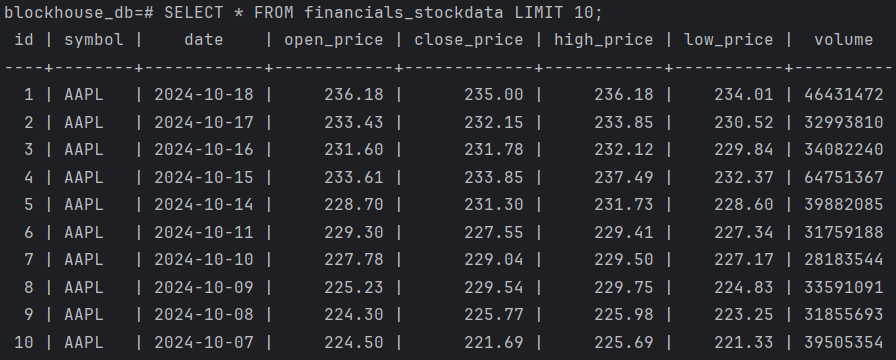 blockhouse_db=# SELECT * FROM financials_stockdata LIMIT 10;
 id | symbol |    date    | open_price | close_price | high_price | low_price |  volume
----+--------+------------+------------+-------------+------------+-----------+----------
  1 | AAPL   | 2024-10-18 |     236.18 |      235.00 |     236.18 |    234.01 | 46431472
  2 | AAPL   | 2024-10-17 |     233.43 |      232.15 |     233.85 |    230.52 | 32993810
  3 | AAPL   | 2024-10-16 |     231.60 |      231.78 |     232.12 |    229.84 | 34082240
  4 | AAPL   | 2024-10-15 |     233.61 |      233.85 |     237.49 |    232.37 | 64751367
  5 | AAPL   | 2024-10-14 |     228.70 |      231.30 |     231.73 |    228.60 | 39882085
  6 | AAPL   | 2024-10-11 |     229.30 |      227.55 |     229.41 |    227.34 | 31759188
  7 | AAPL   | 2024-10-10 |     227.78 |      229.04 |     229.50 |    227.17 | 28183544
  8 | AAPL   | 2024-10-09 |     225.23 |      229.54 |     229.75 |    224.83 | 33591091
  9 | AAPL   | 2024-10-08 |     224.30 |      225.77 |     225.98 |    223.25 | 31855693
 10 | AAPL   | 2024-10-07 |     224.50 |      221.69 |     225.69 |    221.33 | 39505354